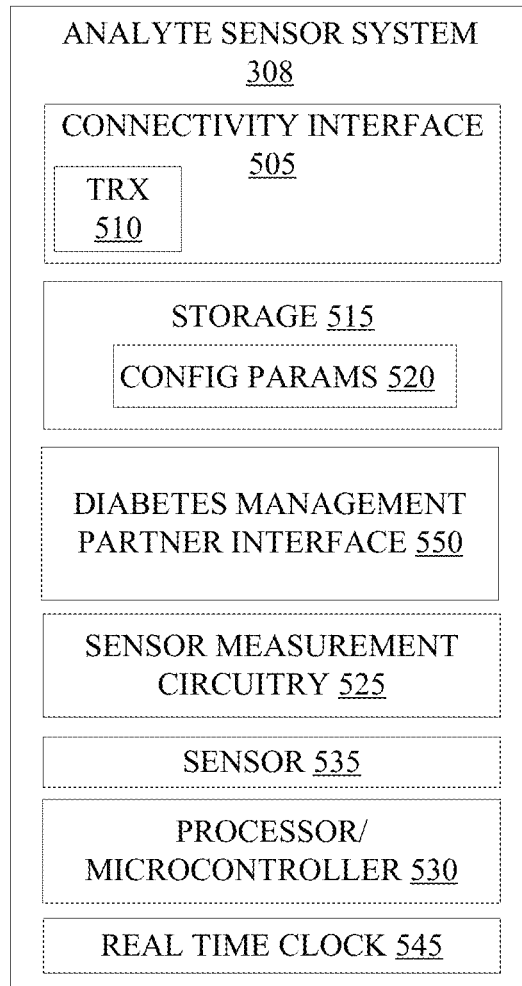 ANALYTE SENSOR SYSTEM
308
CONNECTIVITY INTERFACE
505
TRX
510
STORAGE 515
CONFIG PARAMS 520
DIABETES MANAGEMENT
PARTNER INTERFACE 550
SENSOR MEASUREMENT
CIRCUITRY 525
SENSOR 535
PROCESSOR/
MICROCONTROLLER 530
REAL TIME CLOCK 545